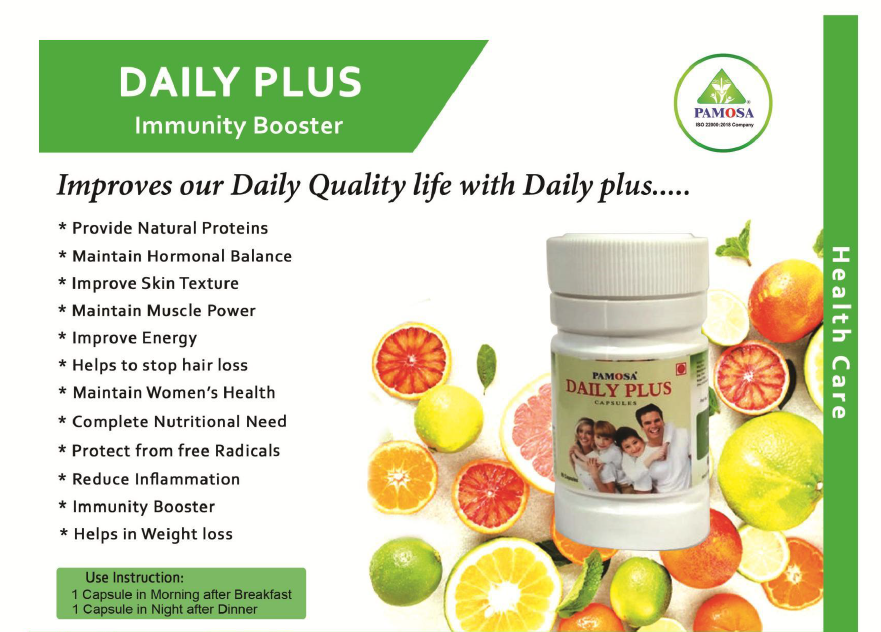 DAILY PLUS
Immunity Booster
PAMOSA
ISO 22000:2018 Company
Improves our Daily Quality life with Daily plus.....
* Provide Natural Proteins
* Maintain Hormonal Balance
* Improve Skin Texture
* Maintain Muscle Power
* Improve Energy
* Helps to stop hair loss
* Maintain Women's Health
* Complete Nutritional Need
* Protect from free Radicals
* Reduce Inflammation
* Immunity Booster
* Helps in Weight loss
Use Instruction:
1 Capsule in Morning after Breakfast
1 Capsule in Night after Dinner
PAMOSA
DAILY PLUS
CAPSULES
Health Care